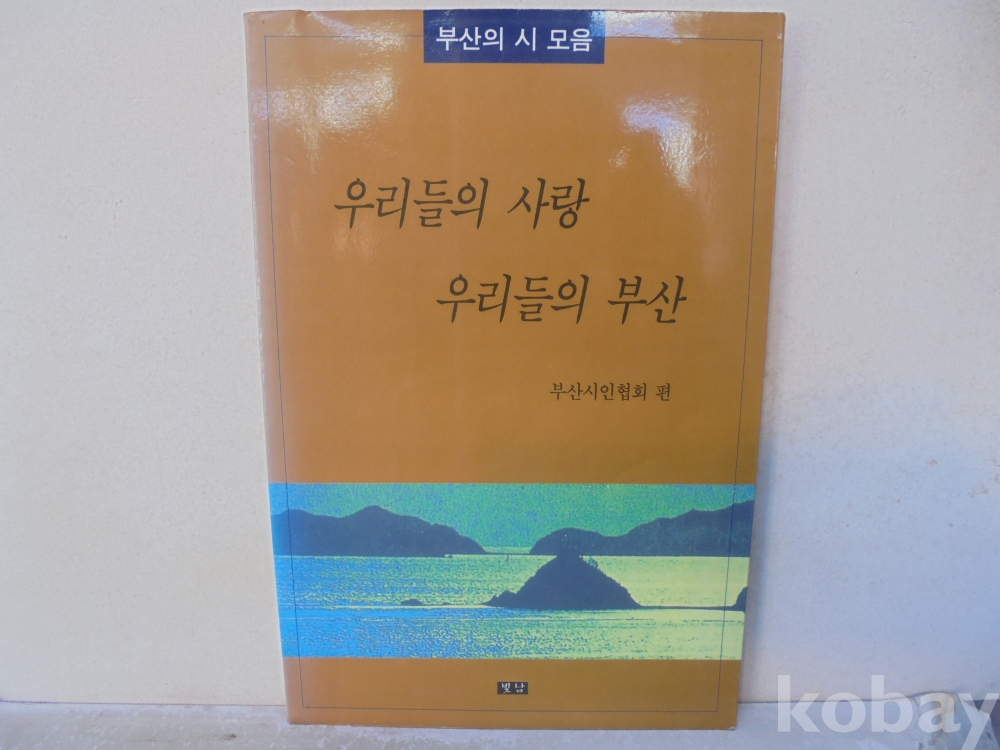 부산의 시 모음
우리들의 사랑
우리들의 부산
부산시인협회 편
빛나
kobay